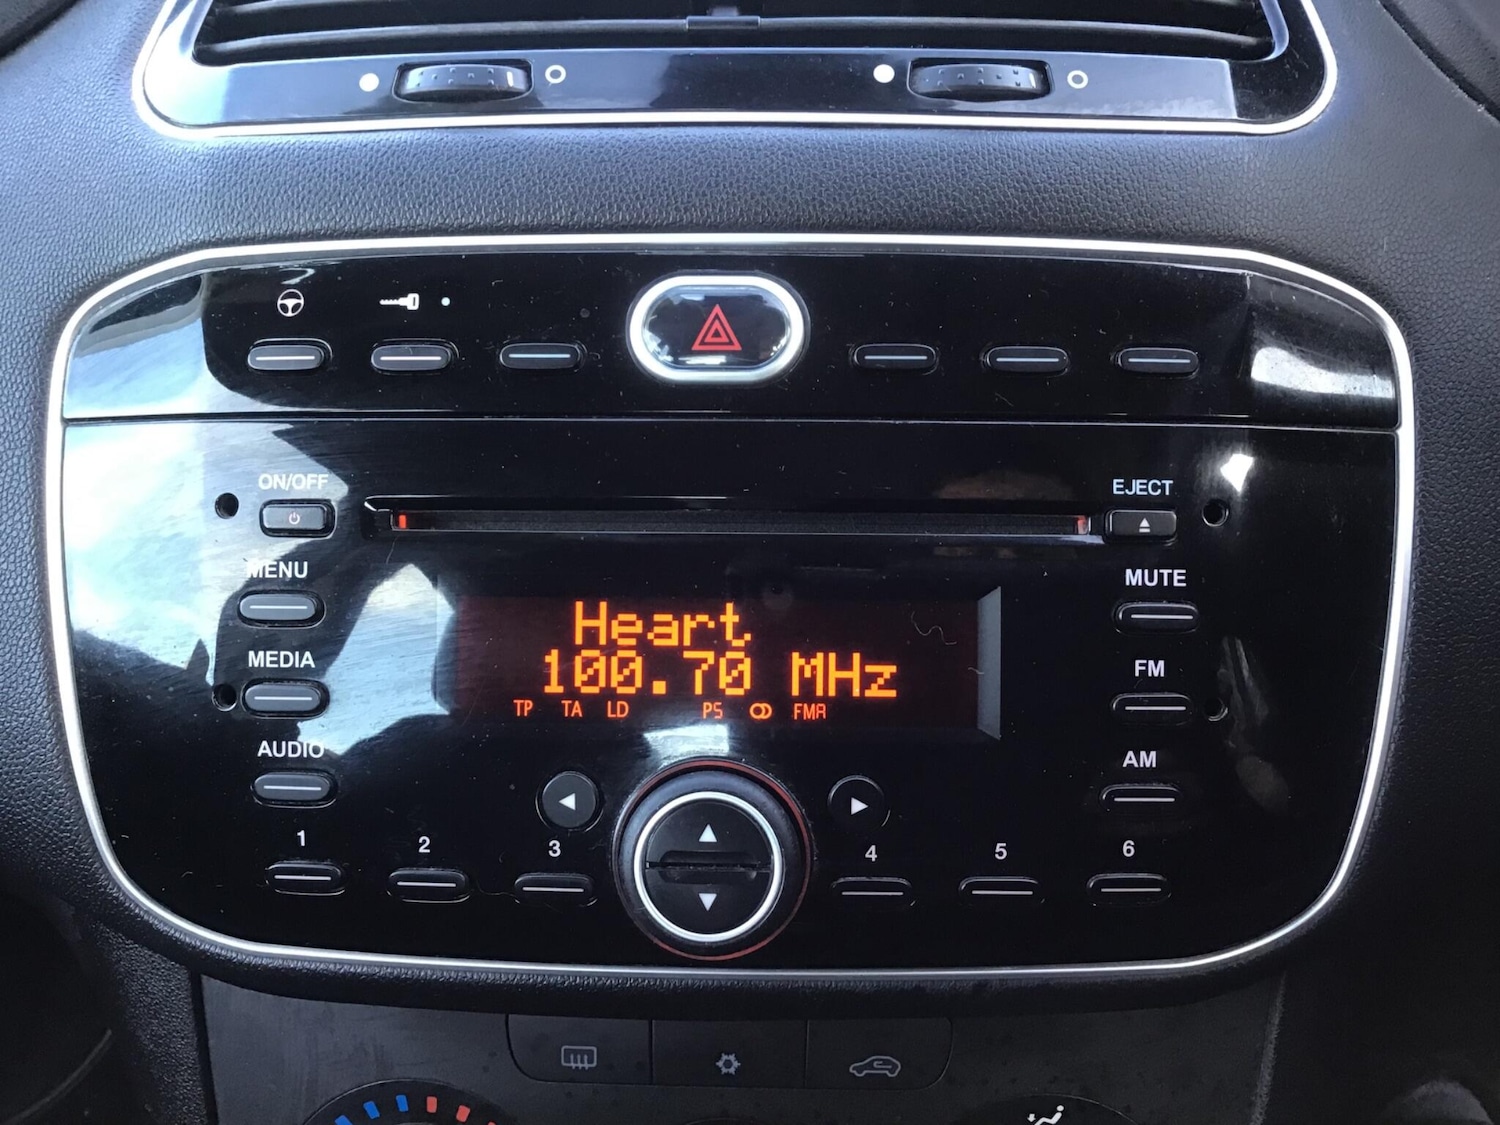 ON/OFF
EJECT
MENU
MUTE
Heart
100.70 MHz
TP TA LD PS FMA
MEDIA
FM
AUDIO
AM
1 2 3 4 5 6